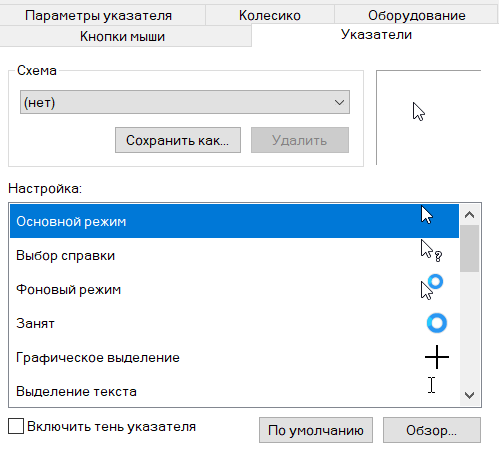 Параметры указателя
Колесико
Оборудование
Кнопки мыши
Указатели
Схема
(нет)
Сохранить как...
Удалить
Настройка:
Основной режим
Выбор справки
Фоновый режим
Занят
Графическое выделение
Выделение текста
Включить тень указателя
По умолчанию
Обзор...